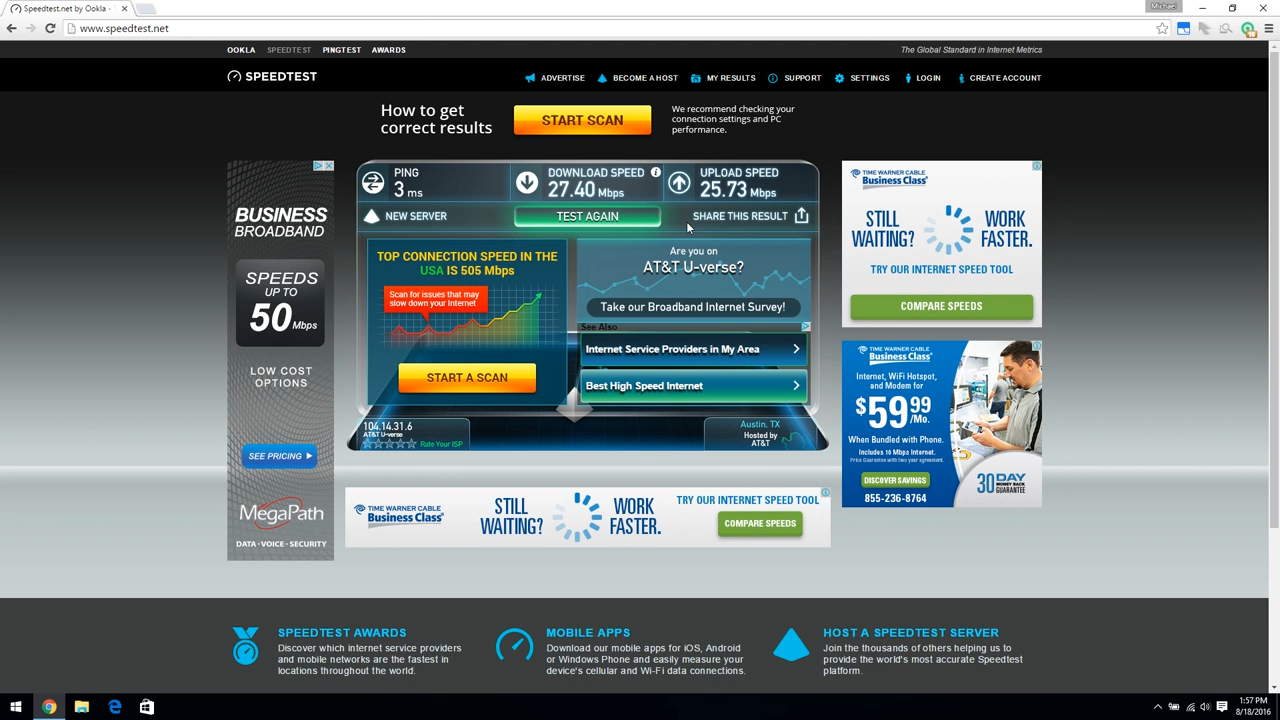 Speedtest.net by Ookla
Michael
www.speedtest.net
OOKLA SPEEDTEST PINGTEST AWARDS
The Global Standard in Internet Metrics
SPEEDTEST
ADVERTISE BECOME A HOST MY RESULTS SUPPORT SETTINGS LOGIN CREATE ACCOUNT
How to get
correct results
START SCAN
We recommend checking your
connection settings and PC
performance.
BUSINESS
BROADBAND
SPEEDS
UP TO
50 Mbps
LOW COST
OPTIONS
SEE PRICING
MegaPath
DATA • VOICE • SECURITY
PING
3 ms
DOWNLOAD SPEED
27.40 Mbps
UPLOAD SPEED
25.73 Mbps
NEW SERVER
TEST AGAIN
SHARE THIS RESULT
TOP CONNECTION SPEED IN THE
USA IS 505 Mbps
Scan for issues that may
slow down your Internet
START A SCAN
Are you on
AT&T U-verse?
Take our Broadband Internet Survey!
See Also
Internet Service Providers in My Area
Best High Speed Internet
104.14.31.6
AT&T U-verse
Rate Your ISP
Austin, TX
Hosted by
AT&T
TIME WARNER CABLE
Business Class
STILL
WAITING?
WORK
FASTER.
TRY OUR INTERNET SPEED TOOL
COMPARE SPEEDS
TIME WARNER CABLE
Business Class
Internet, WiFi Hotspot,
and Modem for
$59.99
/Mo.
When Bundled with Phone.
Includes 10 Mbps Internet.
Price Guarantee with two year agreement.
DISCOVER SAVINGS
855-236-8764
30 DAY
MONEY BACK
GUARANTEE
TIME WARNER CABLE
Business Class
STILL
WAITING?
WORK
FASTER.
TRY OUR INTERNET SPEED TOOL
COMPARE SPEEDS
SPEEDTEST AWARDS
Discover which internet service providers
and mobile networks are the fastest in
locations throughout the world.
MOBILE APPS
Download our mobile apps for iOS, Android
or Windows Phone and easily measure your
device's cellular and Wi-Fi data connections.
HOST A SPEEDTEST SERVER
Join the thousands of others helping us to
provide the world's most accurate Speedtest
platform.
1:57 PM
8/18/2016